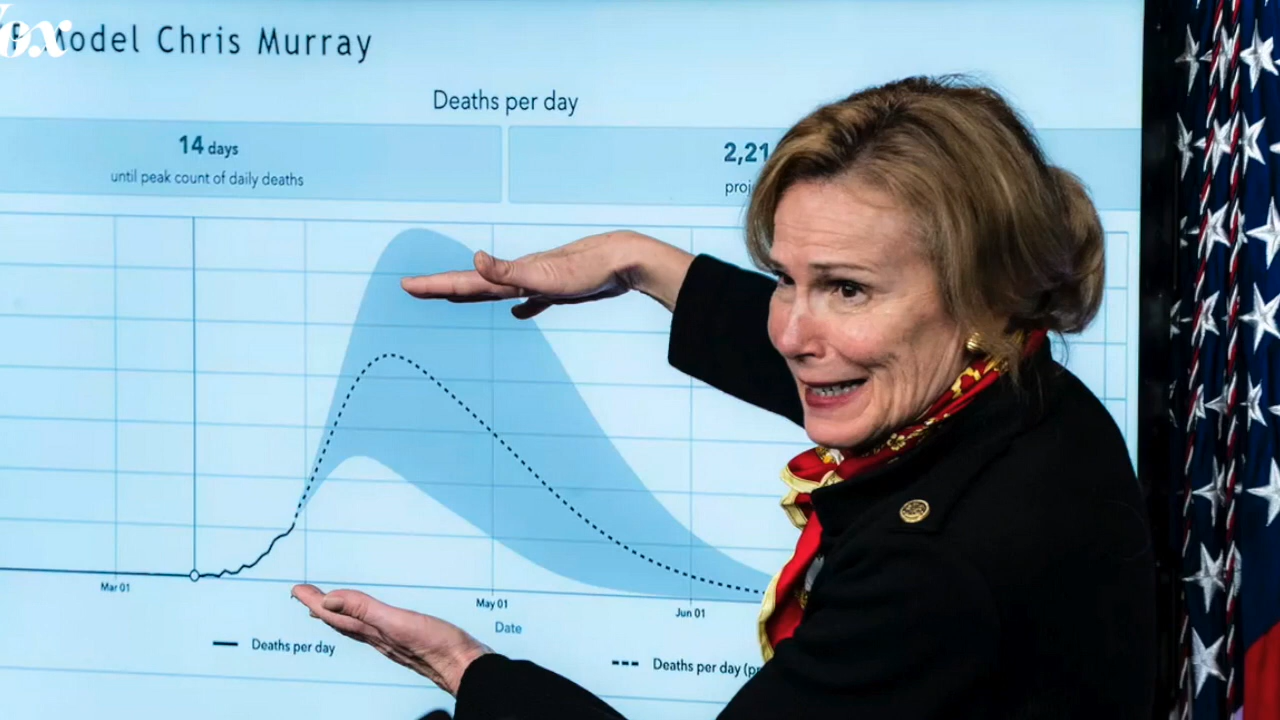 Vox
Model Chris Murray
Deaths per day
14 days
until peak count of daily deaths
2,21
proj
Mar 01
May 01
Jun 01
Date
Deaths per day
Deaths per day (pr